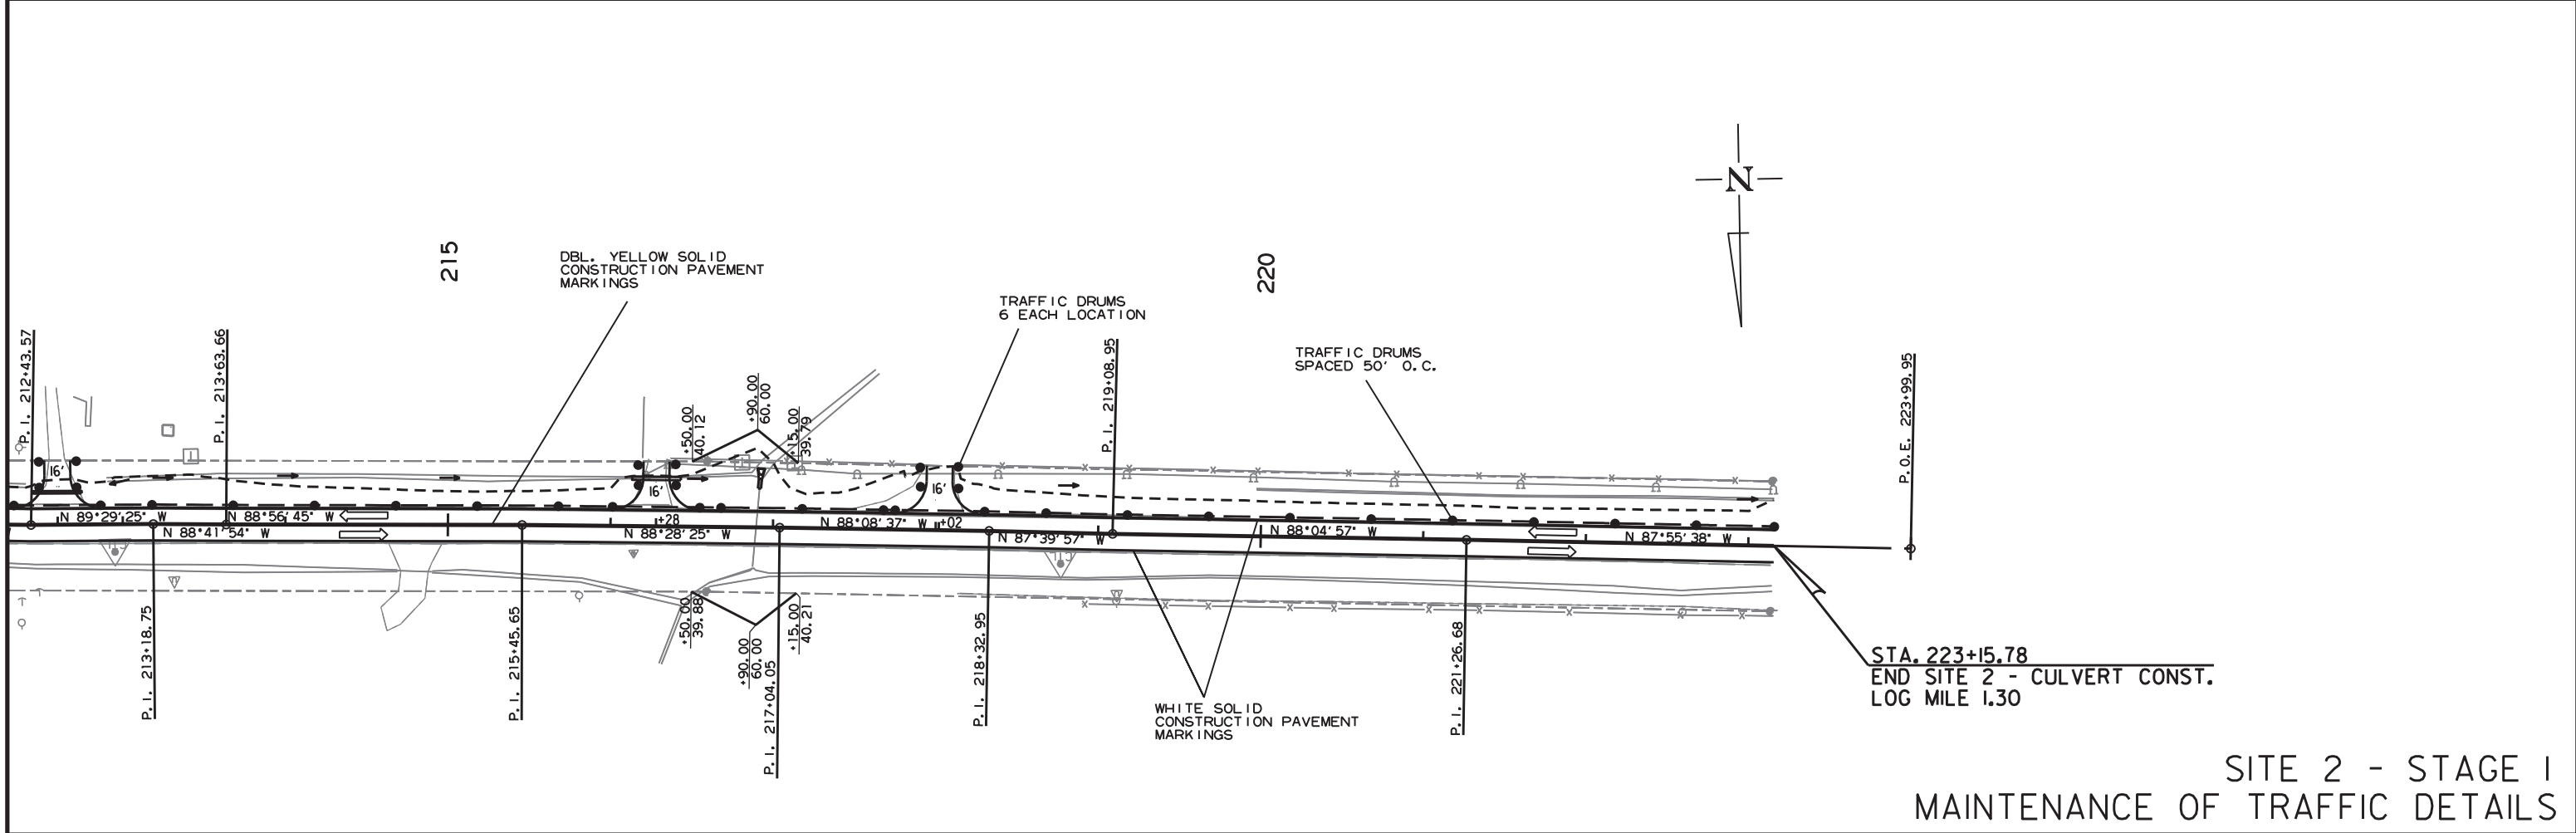 N
215
220
DBL. YELLOW SOLID
CONSTRUCTION PAVEMENT
MARKINGS
TRAFFIC DRUMS
6 EACH LOCATION
TRAFFIC DRUMS
SPACED 50' O.C.
P.I. 212+43.57
P.I. 213+63.66
P.I. 219+08.95
P.O.E. 223+99.95
+50.00
40.12
+90.00
60.00
+15.00
39.79
16'
16'
16'
N 89°29'25" W
N 88°56'45" W
+28
N 88°08'37" W
+02
N 88°04'57" W
N 88°41'54" W
N 88°28'25" W
N 87°39'57" W
N 87°55'38" W
+50.00
39.88
+90.00
60.00
+15.00
40.21
P.I. 213+18.75
P.I. 215+45.65
P.I. 217+04.05
P.I. 218+32.95
P.I. 221+26.68
WHITE SOLID
CONSTRUCTION PAVEMENT
MARKINGS
STA. 223+15.78
END SITE 2 - CULVERT CONST.
LOG MILE 1.30
SITE 2 - STAGE 1
MAINTENANCE OF TRAFFIC DETAILS